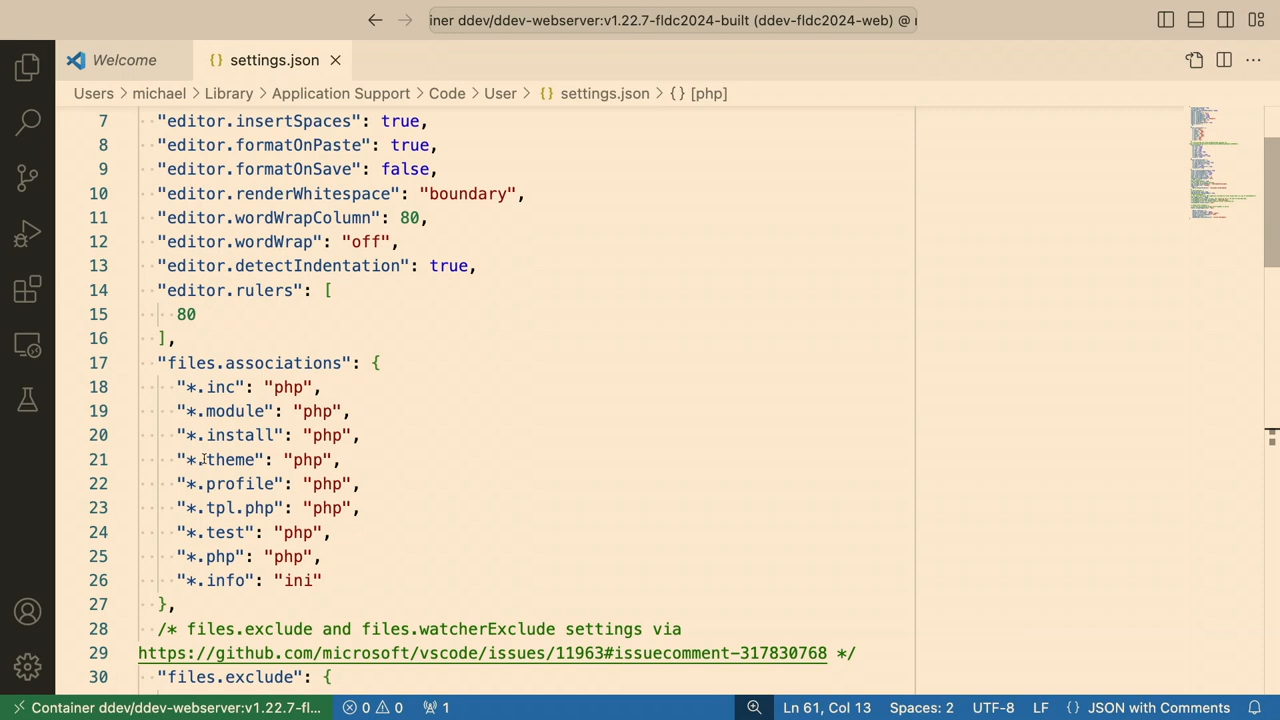 iner ddev/ddev-webserver:v1.22.7-fldc2024-built (ddev-fldc2024-web) @
Welcome
{} settings.json
Users > michael > Library > Application Support > Code > User > {} settings.json > {} [php]
7 "editor.insertSpaces": true,
8 "editor.formatOnPaste": true,
9 "editor.formatOnSave": false,
10 "editor.renderWhitespace": "boundary",
11 "editor.wordWrapColumn": 80,
12 "editor.wordWrap": "off",
13 "editor.detectIndentation": true,
14 "editor.rulers": [
15 80
16 ],
17 "files.associations": {
18 "*.inc": "php",
19 "*.module": "php",
20 "*.install": "php",
21 "*.theme": "php",
22 "*.profile": "php",
23 "*.tpl.php": "php",
24 "*.test": "php",
25 "*.php": "php",
26 "*.info": "ini"
27 },
28 /* files.exclude and files.watcherExclude settings via
29 https://github.com/microsoft/vscode/issues/11963#issuecomment-317830768 */
30 "files.exclude": {
Container ddev/ddev-webserver:v1.22.7-fl... 0 0 1 Ln 61, Col 13 Spaces: 2 UTF-8 LF {} JSON with Comments